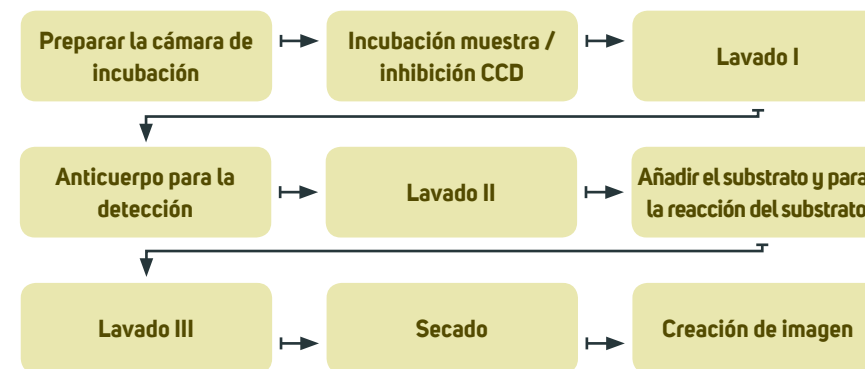 Preparar la cámara de
incubación
Incubación muestra /
inhibición CCD
Lavado I
Anticuerpo para la
detección
Lavado II
Añadir el substrato y para
la reacción del substrato
Lavado III
Secado
Creación de imagen